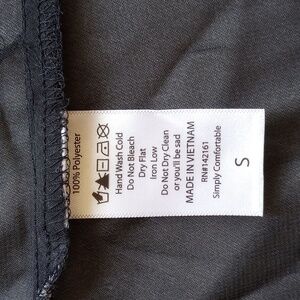 100% Polyester
Hand Wash Cold
Do Not Bleach
Dry Flat
Iron Low
Do Not Dry Clean
or you'll be sad
MADE IN VIETNAM
RN#142161
Simply Comfortable
S